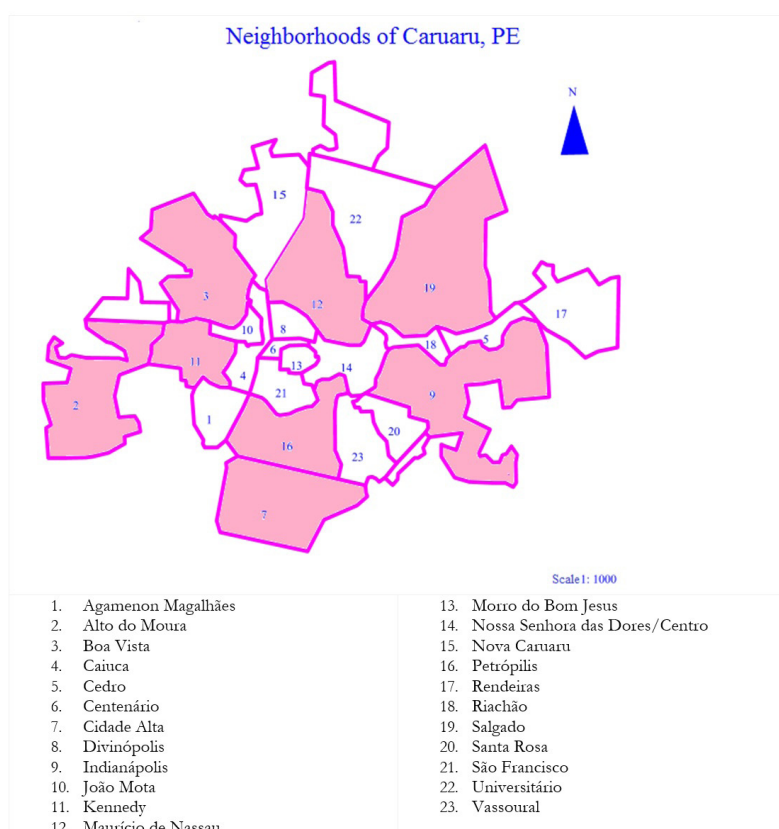 Neighborhoods of Caruaru, PE
N
15
22
3
19
12
17
10
8
5
18
6
13
14
11
4
2
21
9
1
20
16
23
7
Scale1: 1000
1. Agamenon Magalhães
2. Alto do Moura
3. Boa Vista
4. Caiuca
5. Cedro
6. Centenário
7. Cidade Alta
8. Divinópolis
9. Indianápolis
10. João Mota
11. Kennedy
12. Maurício de Nassau
13. Morro do Bom Jesus
14. Nossa Senhora das Dores/Centro
15. Nova Caruaru
16. Petrópilis
17. Rendeiras
18. Riachão
19. Salgado
20. Santa Rosa
21. São Francisco
22. Universitário
23. Vassoural